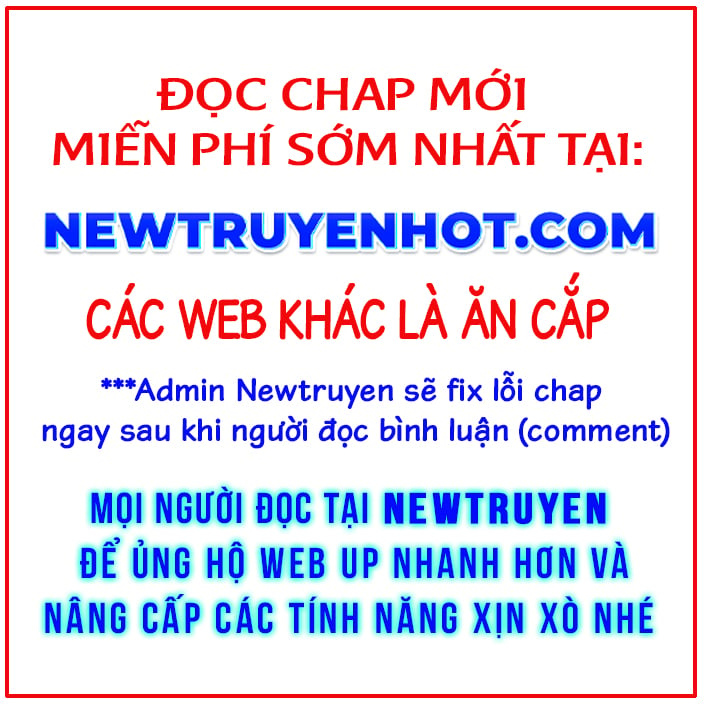 ĐỌC CHAP MỚI
MIỄN PHÍ SỚM NHẤT TẠI:
NEWTRUYENHOT.COM
CÁC WEB KHÁC LÀ ĂN CẮP
***Admin Newtruyen sẽ fix lỗi chap
ngay sau khi người đọc bình luận (comment)
MỌI NGƯỜI ĐỌC TẠI NEWTRUYEN
ĐỂ ỦNG HỘ WEB UP NHANH HƠN VÀ
NÂNG CẤP CÁC TÍNH NĂNG XỊN XÒ NHÉ